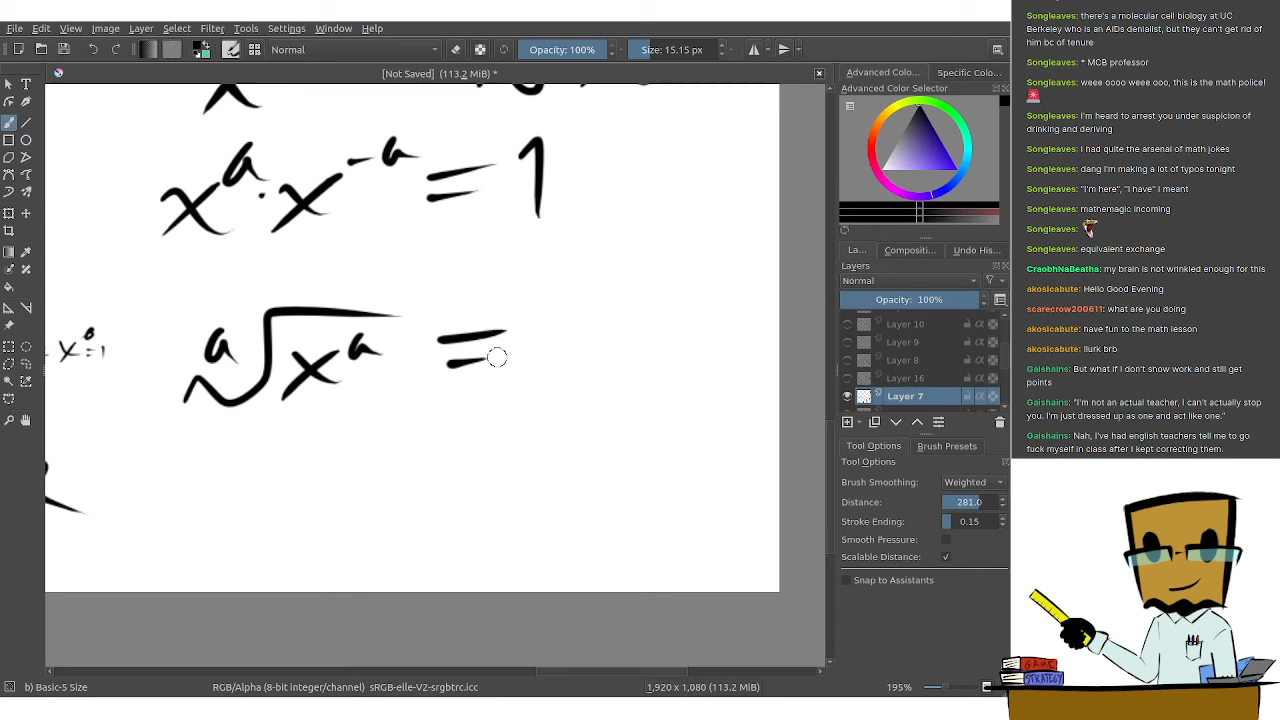 File Edit View Image Layer Select Filter Tools Settings Window Help
Normal Opacity: 100% Size: 15.15 px
[Not Saved] (113.2 MiB) *
x^a · x^-a = 1
a√x^a =
x^0 = 1
Advanced Colo... Specific Color...
Advanced Color Selector
La... Compositi... Undo His...
Layers
Normal
Opacity: 100%
Layer 10
Layer 9
Layer 8
Layer 16
Layer 7
Tool Options Brush Presets
Tool Options
Brush Smoothing: Weighted
Distance: 281.0
Stroke Ending: 0.15
Smooth Pressure:
Scalable Distance:
Snap to Assistants
b) Basic-5 Size RGB/Alpha (8-bit integer/channel) sRGB-elle-V2-srgbtrc.icc 1,920 x 1,080 (113.2 MiB) 195%
Songleaves: there's a molecular cell biology at UC
Berkeley who is an AIDs denialist, but they can't get rid of
him bc of tenure
Songleaves: * MCB professor
Songleaves: weee oooo weee ooo, this is the math police!
Songleaves: I'm heard to arrest you under suspicion of
drinking and deriving
Songleaves: I had quite the arsenal of math jokes
Songleaves: dang I'm making a lot of typos tonight
Songleaves: "I'm here", "I have" I meant
Songleaves: mathemagic incoming
Songleaves:
Songleaves: equivalent exchange
CraobhNaBeatha: my brain is not wrinkled enough for this
akosicabute: Hello Good Evening
scarecrow200611: what are you doing
akosicabute: have fun to the math lesson
akosicabute: llurk brb
Gaishains: But what if I don't show work and still get
points
Gaishains: "I'm not an actual teacher, I can't actually stop
you. I'm just dressed up as one and act like one."
Gaishains: Nah, I've had english teachers tell me to go
fuck myself in class after I kept correcting them.
GAME
STRATEGY